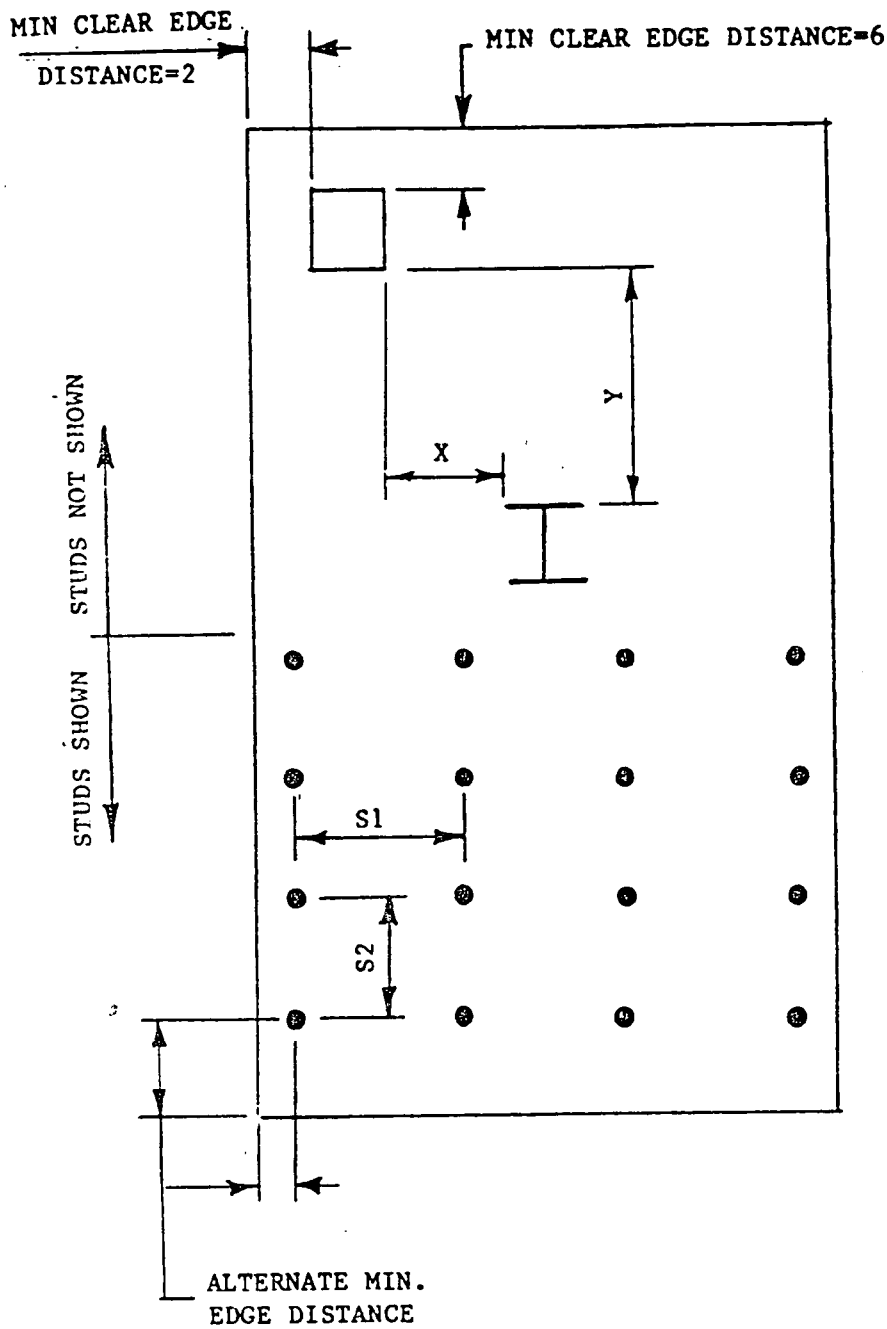 MIN CLEAR EDGE
DISTANCE=2
MIN CLEAR EDGE DISTANCE=6
Y
X
STUDS NOT SHOWN
STUDS SHOWN
S1
S2
ALTERNATE MIN.
EDGE DISTANCE